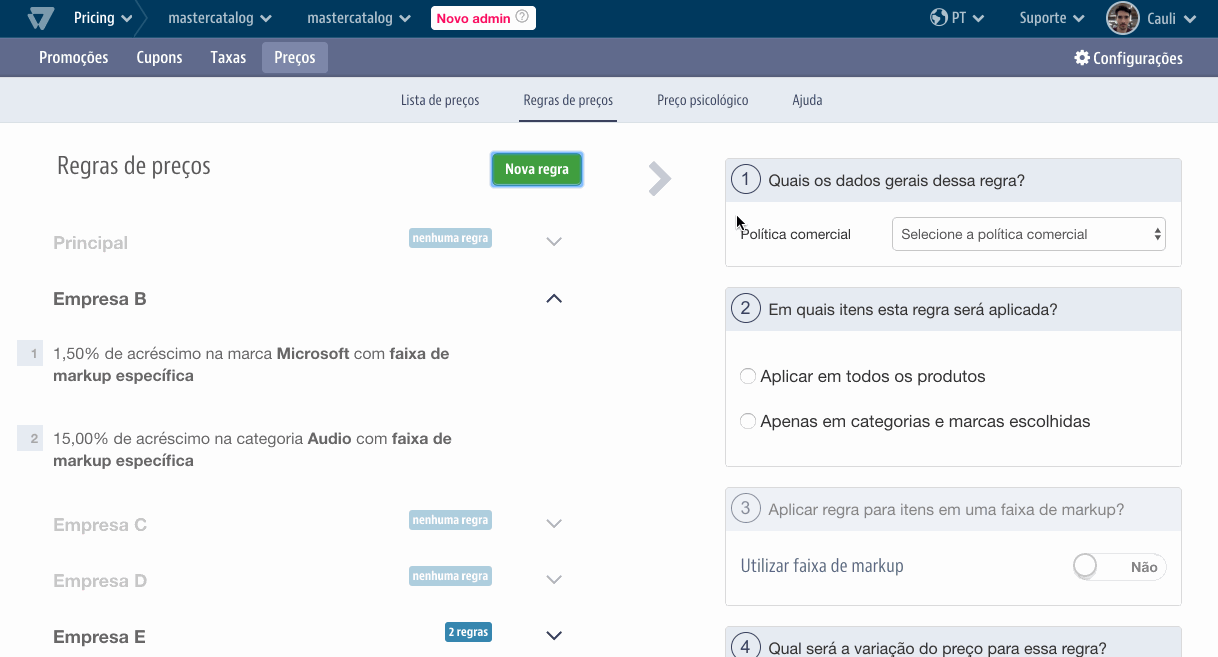 Pricing mastercatalog mastercatalog Novo admin ? PT Suporte Cauli
Promoções Cupons Taxas Preços Configurações
Lista de preços Regras de preços Preço psicológico Ajuda
Regras de preços Nova regra
Principal nenhuma regra
Empresa B
1 1,50% de acréscimo na marca Microsoft com faixa de
markup específica
2 15,00% de acréscimo na categoria Audio com faixa de
markup específica
Empresa C nenhuma regra
Empresa D nenhuma regra
Empresa E 2 regras
1 Quais os dados gerais dessa regra?
Política comercial Selecione a política comercial
2 Em quais itens esta regra será aplicada?
Aplicar em todos os produtos
Apenas em categorias e marcas escolhidas
3 Aplicar regra para itens em uma faixa de markup?
Utilizar faixa de markup Não
4 Qual será a variação do preço para essa regra?